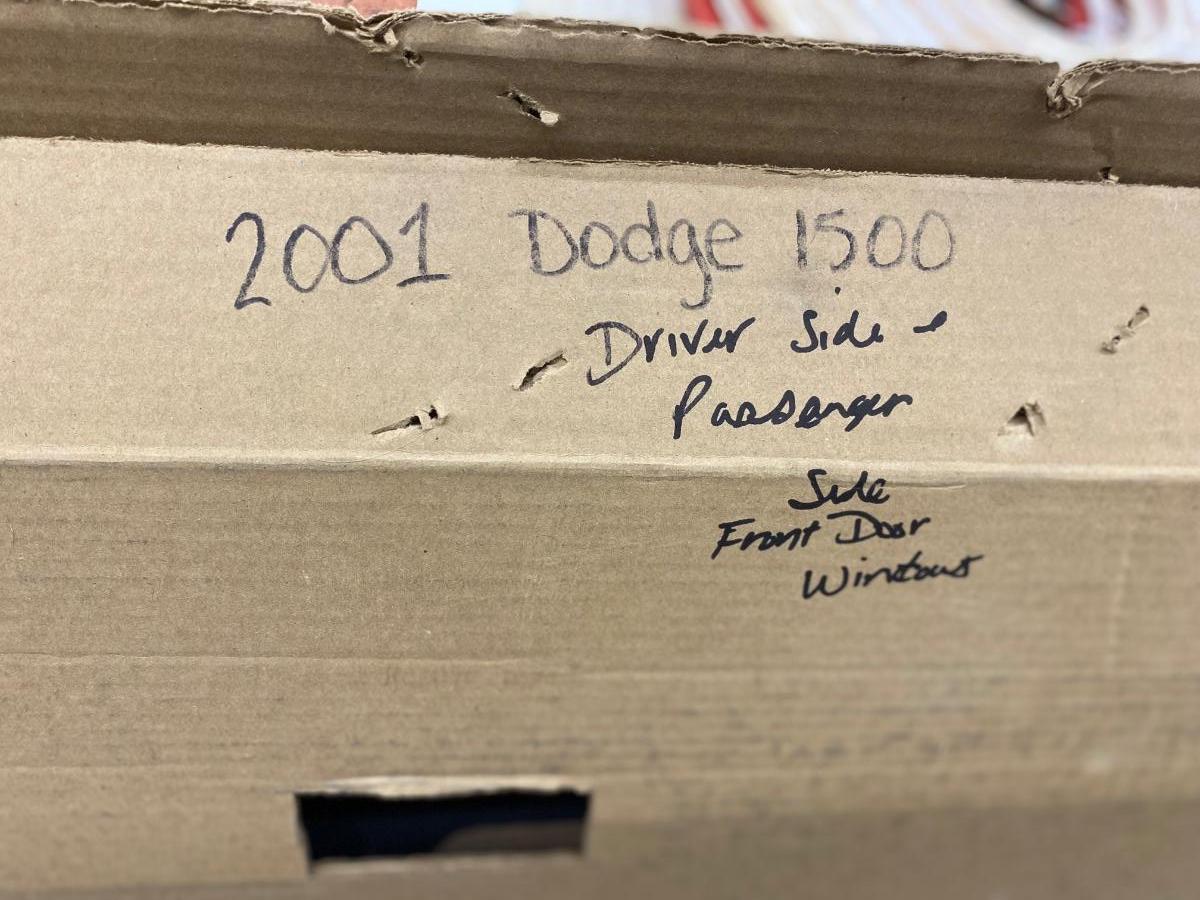 2001 Dodge 1500
Driver Side &
Passenger
Side
Front Door
Windows